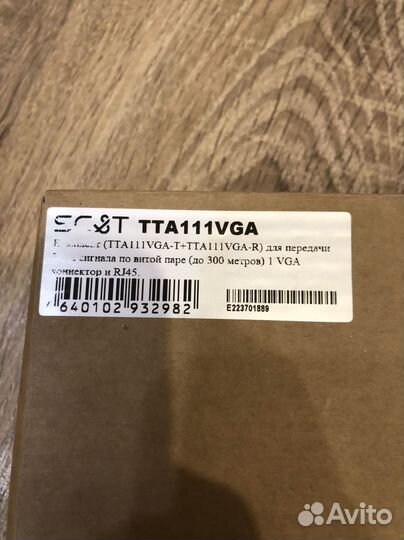 SC&T TTA111VGA
(TTA111VGA-T+TTA111VGA-R) для передачи
сигнала по витой паре (до 300 метров) 1 VGA
коннектор и RJ45.
4640102 932982
E223701889
Avito